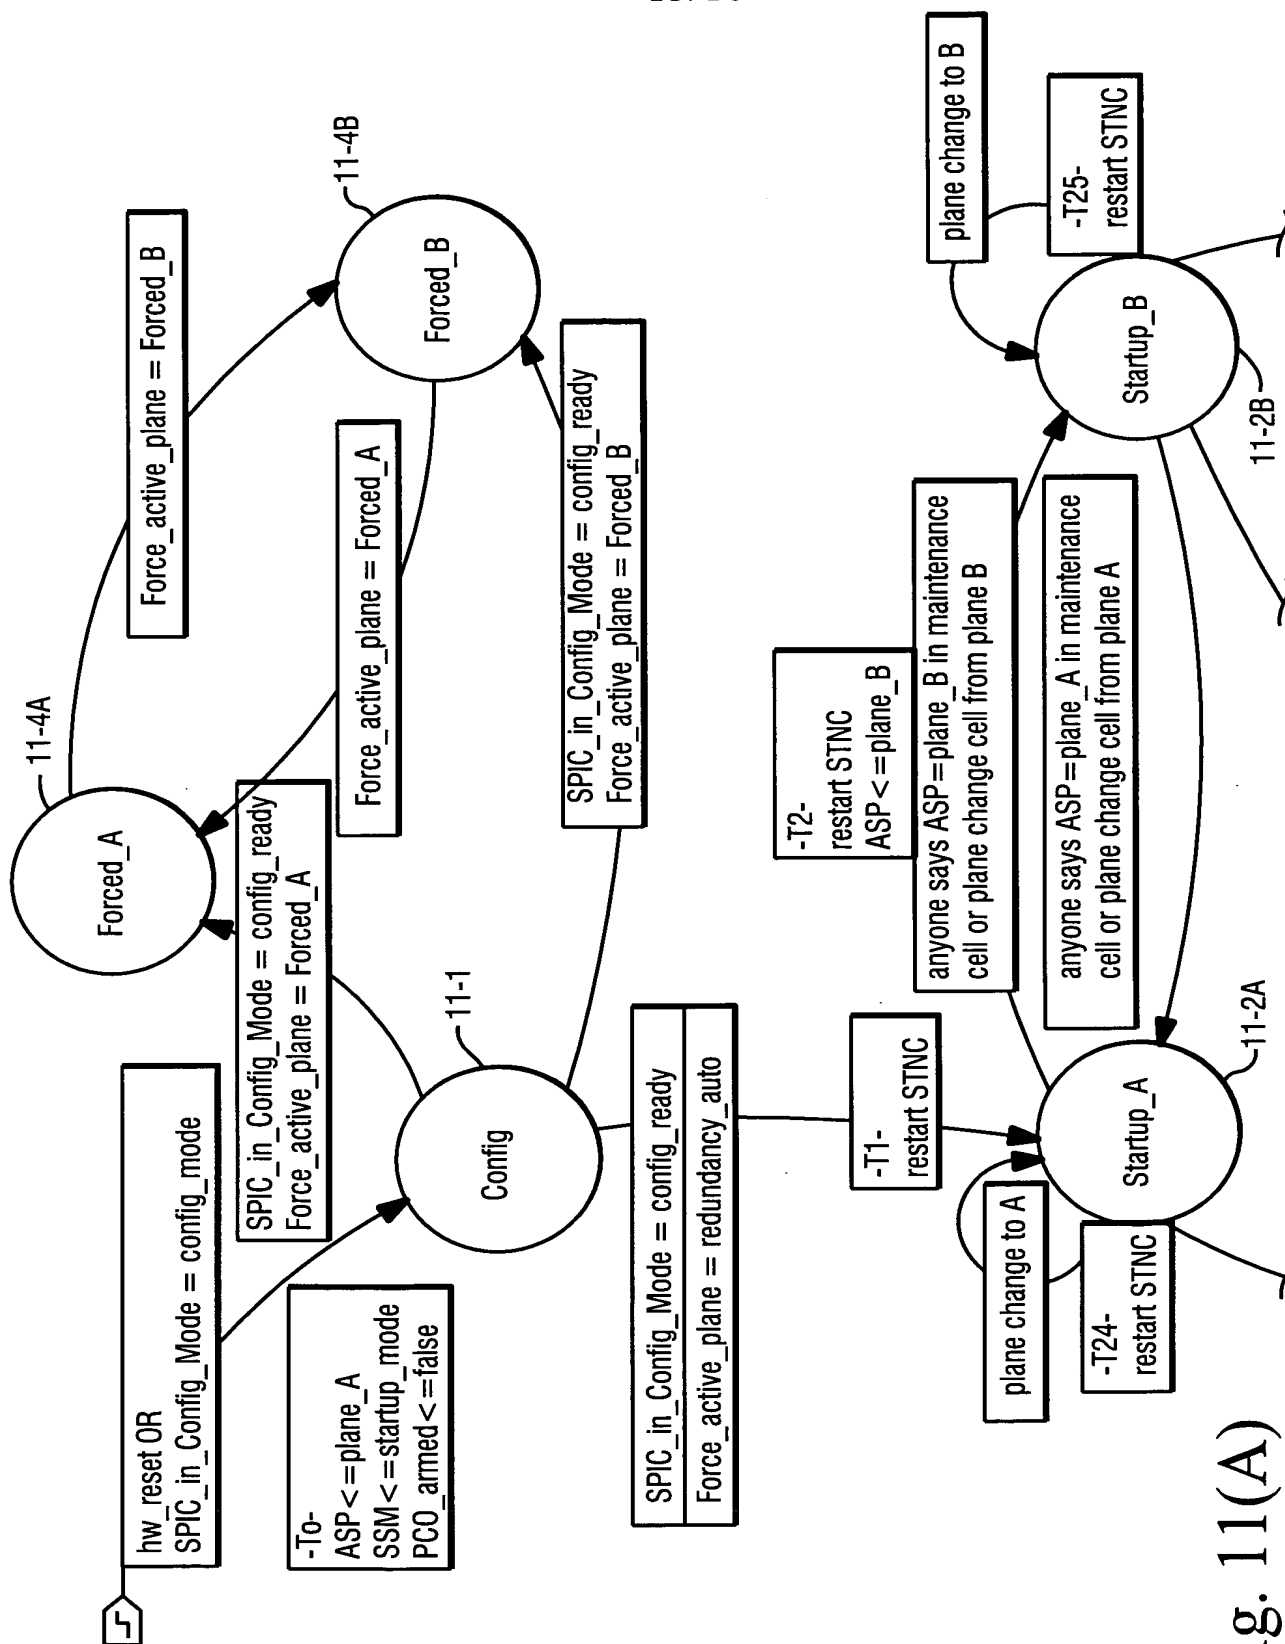 hw_reset OR
SPIC_in_Config_Mode = config_mode
-To-
ASP<=plane_A
SSM<=startup_mode
PCO_armed<=false
Config
11-1
SPIC_in_Config_Mode = config_ready
Force_active_plane = Forced_A
Forced_A
11-4A
Force_active_plane = Forced_B
Force_active_plane = Forced_A
Forced_B
11-4B
SPIC_in_Config_Mode = config_ready
Force_active_plane = Forced_B
SPIC_in_Config_Mode = config_ready
Force_active_plane = redundancy_auto
-T1-
restart STNC
-T2-
restart STNC
ASP<=plane_B
anyone says ASP=plane_B in maintenance
cell or plane change cell from plane B
anyone says ASP=plane_A in maintenance
cell or plane change cell from plane A
plane change to A
-T24-
restart STNC
Startup_A
11-2A
plane change to B
-T25-
restart STNC
Startup_B
11-2B
g. 11(A)